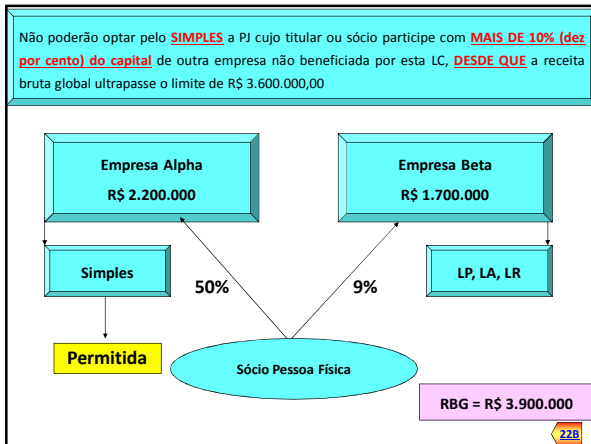 Não poderão optar pelo SIMPLES a PJ cujo titular ou sócio participe com MAIS DE 10% (dez
por cento) do capital de outra empresa não beneficiada por esta LC, DESDE QUE a receita
bruta global ultrapasse o limite de R$ 3.600.000,00
Empresa Alpha
R$ 2.200.000
Empresa Beta
R$ 1.700.000
Simples
50%
9%
LP, LA, LR
Permitida
Sócio Pessoa Física
RBG = R$ 3.900.000
22B